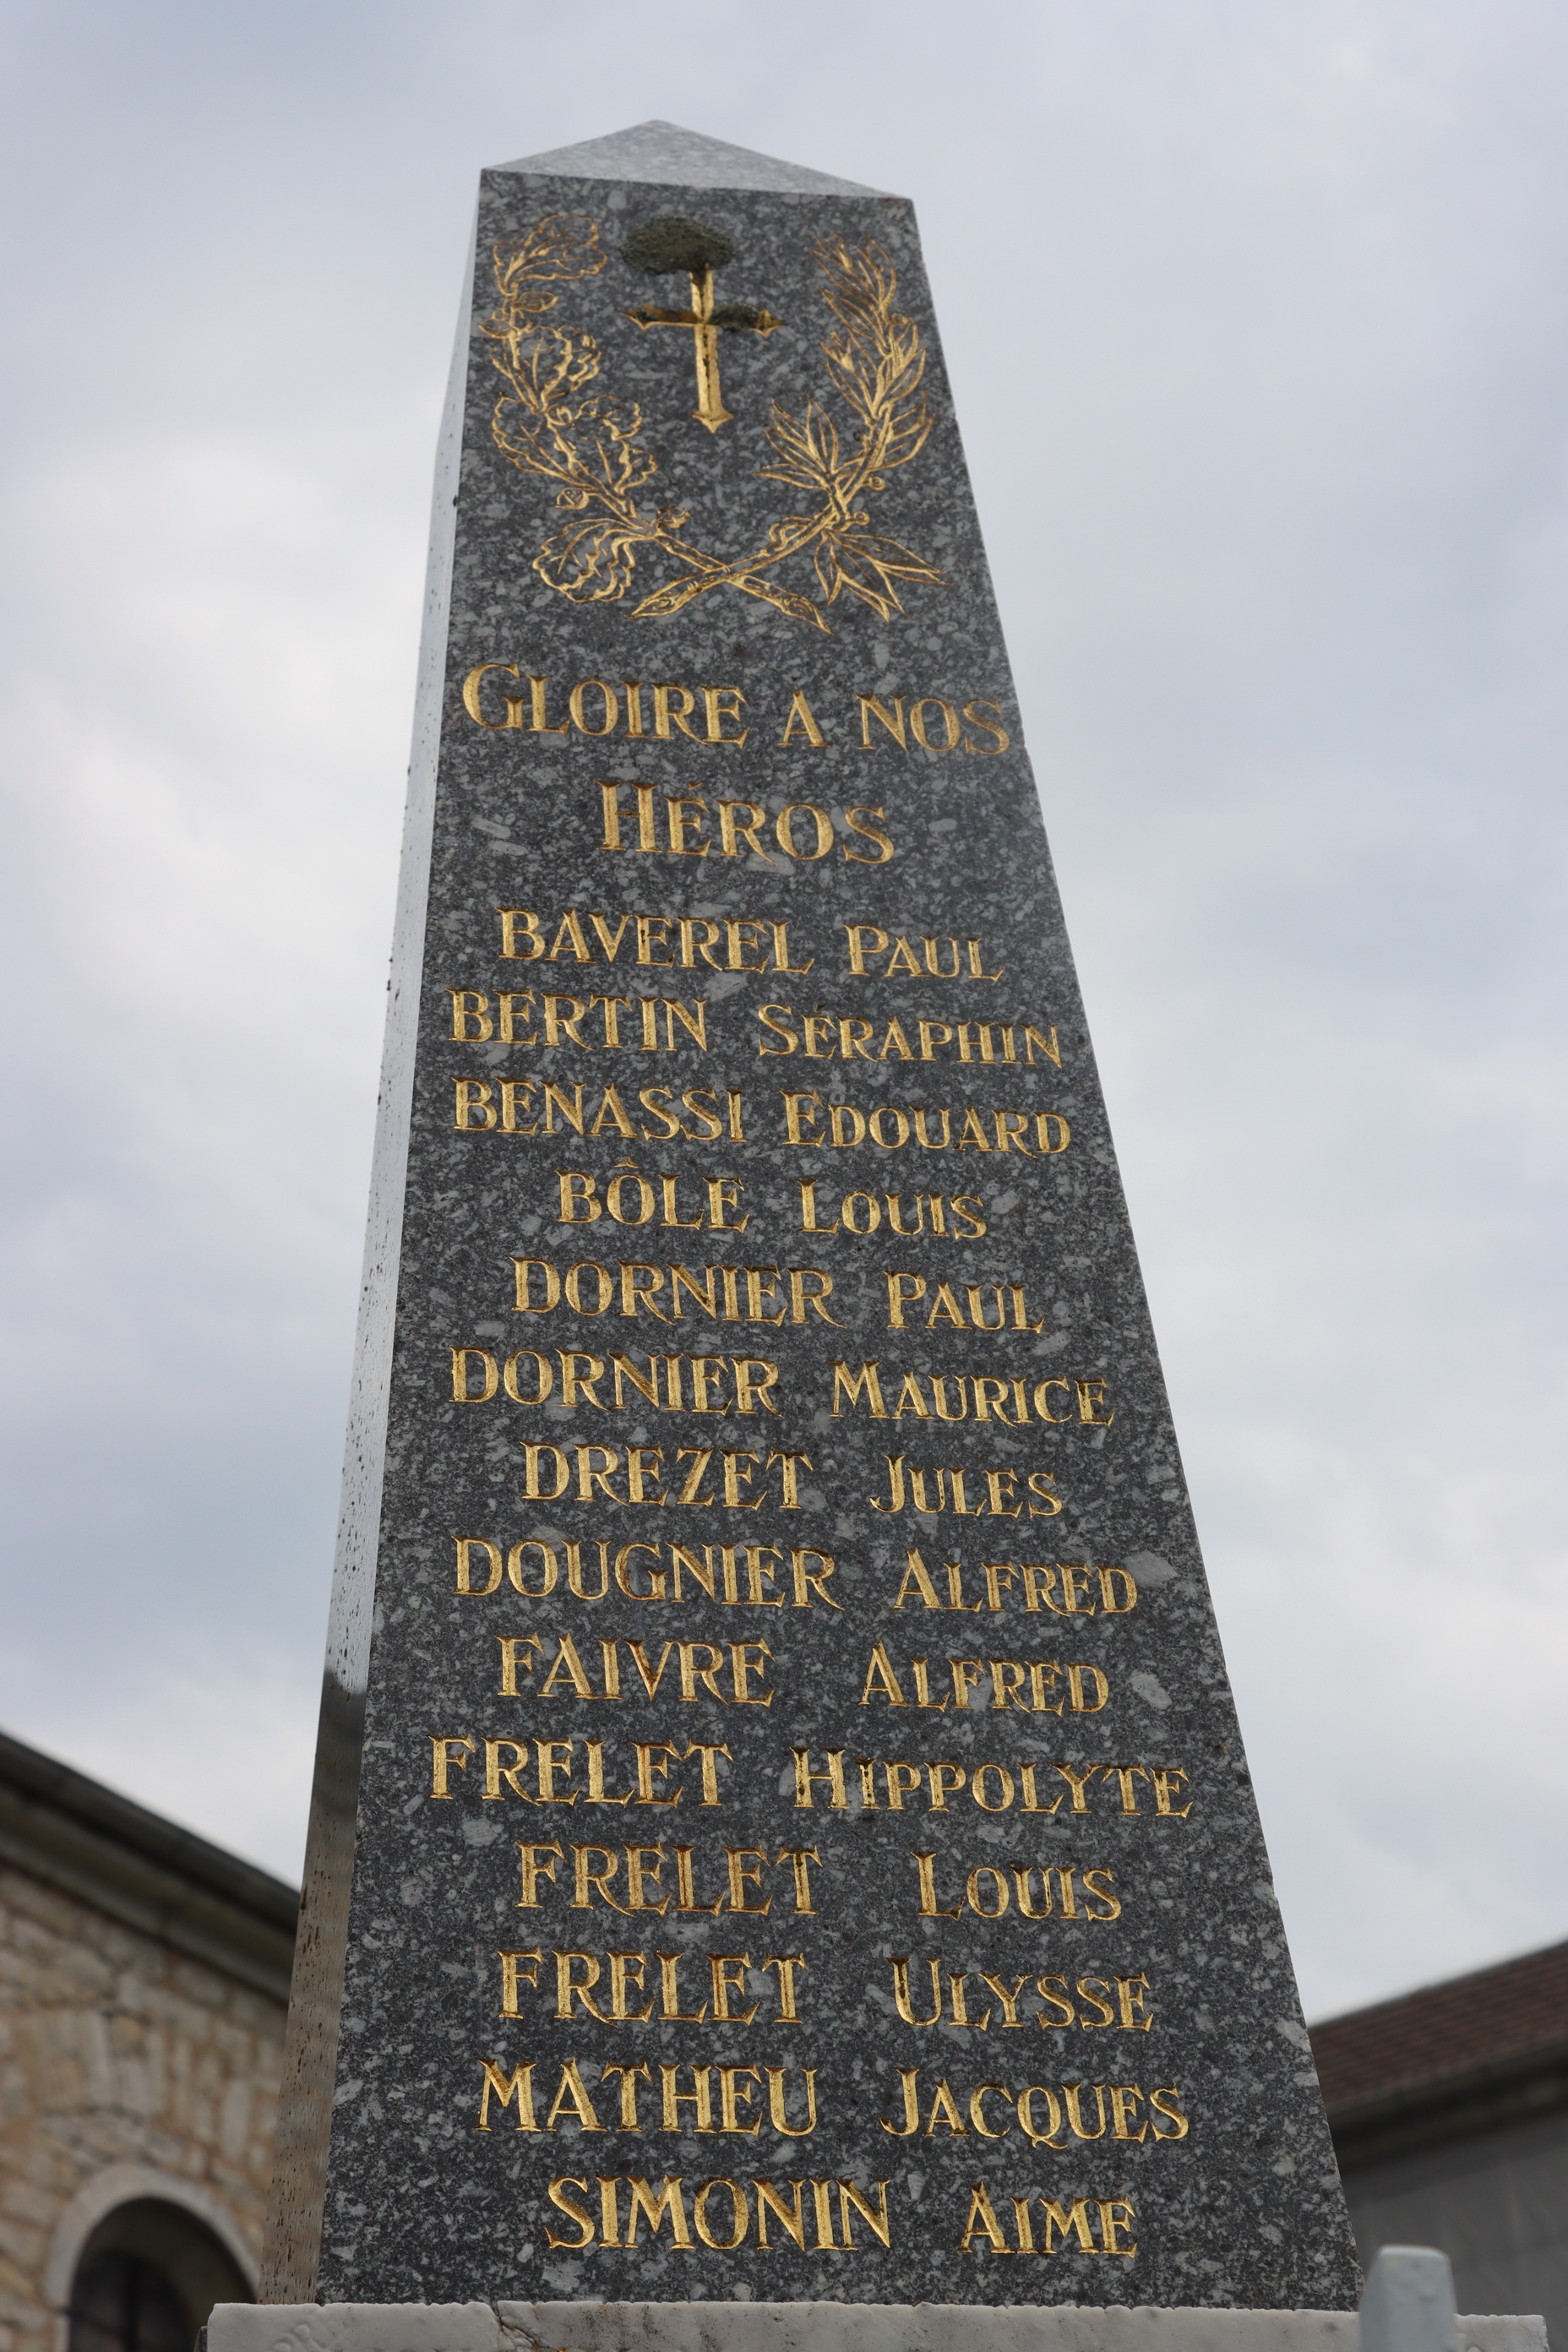 GLOIRE A NOS
HÉROS
BAVEREL PAUL
BERTIN SÉRAPHIN
BENASSI EDOUARD
BÔLE LOUIS
DORNIER PAUL
DORNIER MAURICE
DREZET JULES
DOUGNIER ALFRED
FAIVRE ALFRED
FRELET HIPPOLYTE
FRELET LOUIS
FRELET ULYSSE
MATHEU JACQUES
SIMONIN AIME